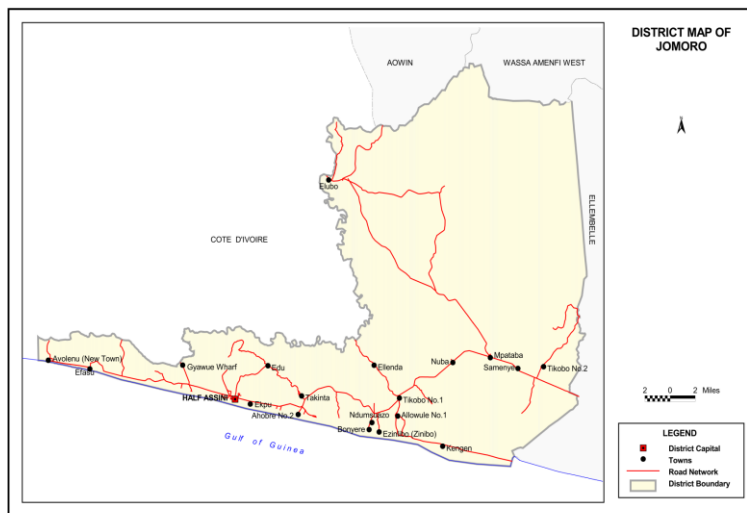 DISTRICT MAP OF
JOMORO
AOWIN
WASSA AMENFI WEST
Elubo
ELLEMBELLE
COTE D'IVOIRE
Avolenu (New Town)
Efasu
Gyawue Wharf
Edu
Ellenda
Nuba
Mpataba
Samenye
Tikobo No.2
HALF ASSINI
Ekpu
Takinta
Ahobre No.2
Tikobo No.1
Allowule No.1
Bonyere
Ezinlibo (Zinibo)
Kengen
Gulf of Guinea
2 0 2 Miles
LEGEND
District Capital
Towns
Road Network
District Boundary